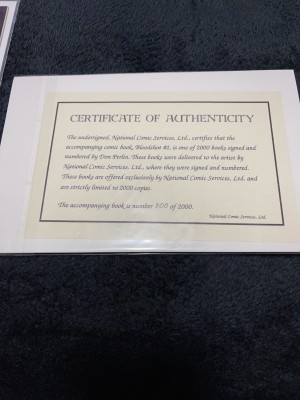 CERTIFICATE OF AUTHENTICITY
The undersigned, National Comic Services, Ltd., certifies that the
accompanying comic book, Bloodshot #1, is one of 2000 books signed and
numbered by Don Perlin. These books were delivered to the artist by
National Comic Services, Ltd., where they were signed and numbered.
These books are offered exclusively by National Comic Services, Ltd. and
are strictly limited to 2000 copies.
The accompanying book is number of 2000.
National Comic Services, Ltd.